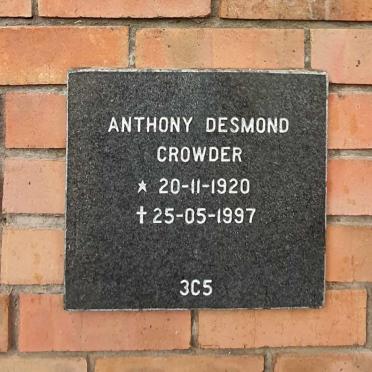 ANTHONY DESMOND
CROWDER
★ 20-11-1920
✝ 25-05-1997
3C5